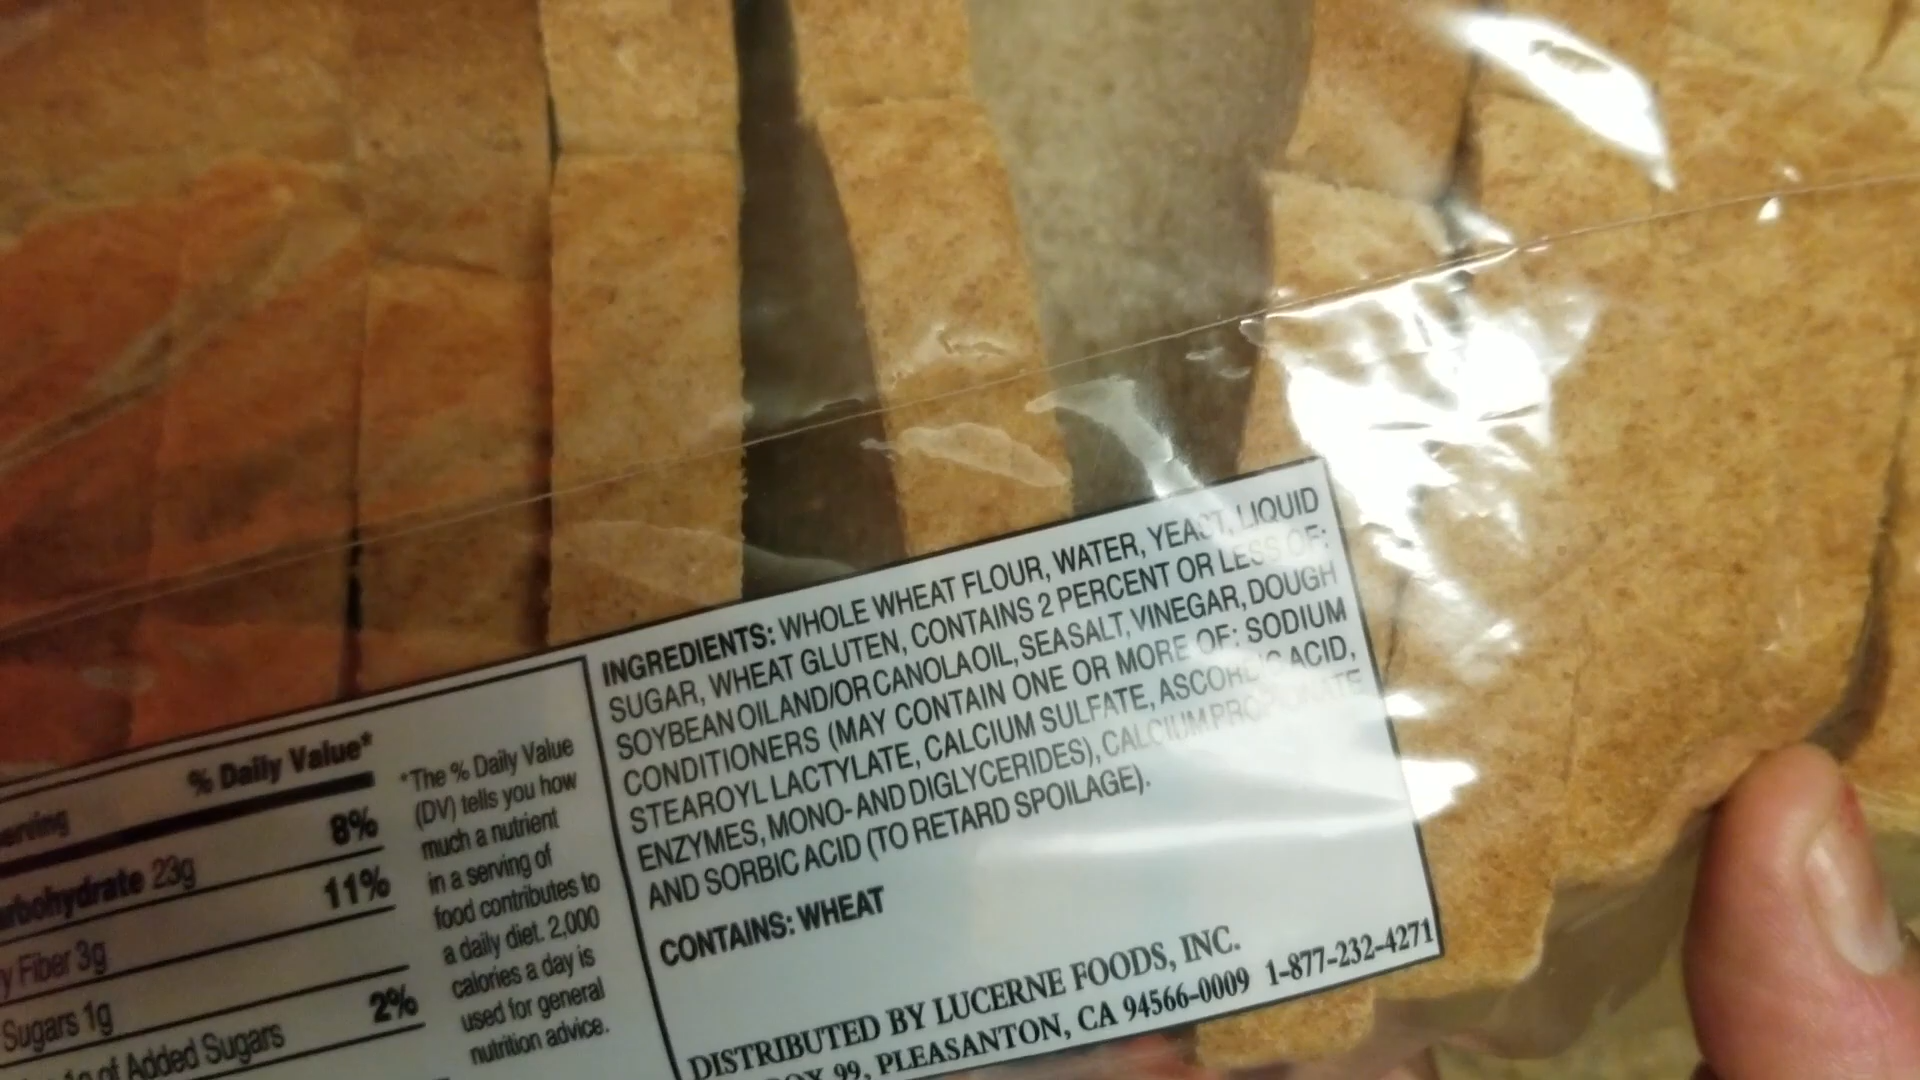 % Daily Value*
8%
arbohydrate 23g
11%
y Fiber 3g
Sugars 1g
2%
of Added Sugars
*The % Daily Value
(DV) tells you how
much a nutrient
in a serving of
food contributes to
a daily diet. 2,000
calories a day is
used for general
nutrition advice.
INGREDIENTS: WHOLE WHEAT FLOUR, WATER, YEAST, LIQUID
SUGAR, WHEAT GLUTEN, CONTAINS 2 PERCENT OR LESS OF:
SOYBEAN OIL AND/OR CANOLA OIL, SEA SALT, VINEGAR, DOUGH
CONDITIONERS (MAY CONTAIN ONE OR MORE OF: SODIUM
STEAROYL LACTYLATE, CALCIUM SULFATE, ASCORBIC ACID,
ENZYMES, MONO- AND DIGLYCERIDES), CALCIUM PROPIONATE
AND SORBIC ACID (TO RETARD SPOILAGE).
CONTAINS: WHEAT
DISTRIBUTED BY LUCERNE FOODS, INC.
OX 99, PLEASANTON, CA 94566-0009 1-877-232-4271